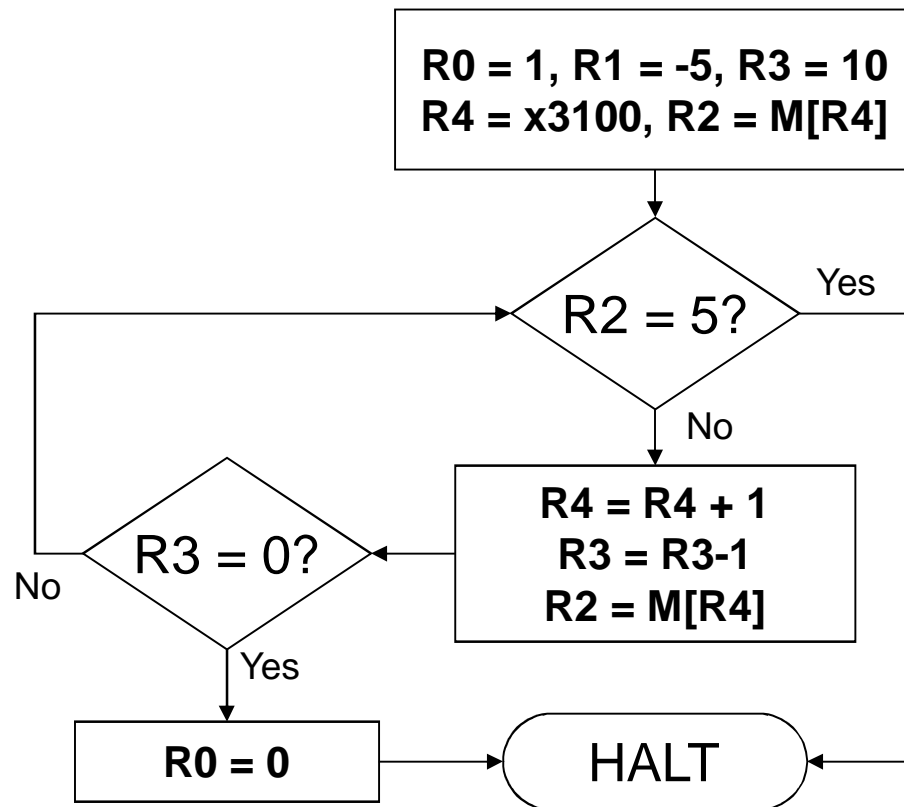 R0 = 1, R1 = -5, R3 = 10
R4 = x3100, R2 = M[R4]
R2 = 5?
Yes
No
R4 = R4 + 1
R3 = R3-1
R2 = M[R4]
R3 = 0?
No
Yes
R0 = 0
HALT